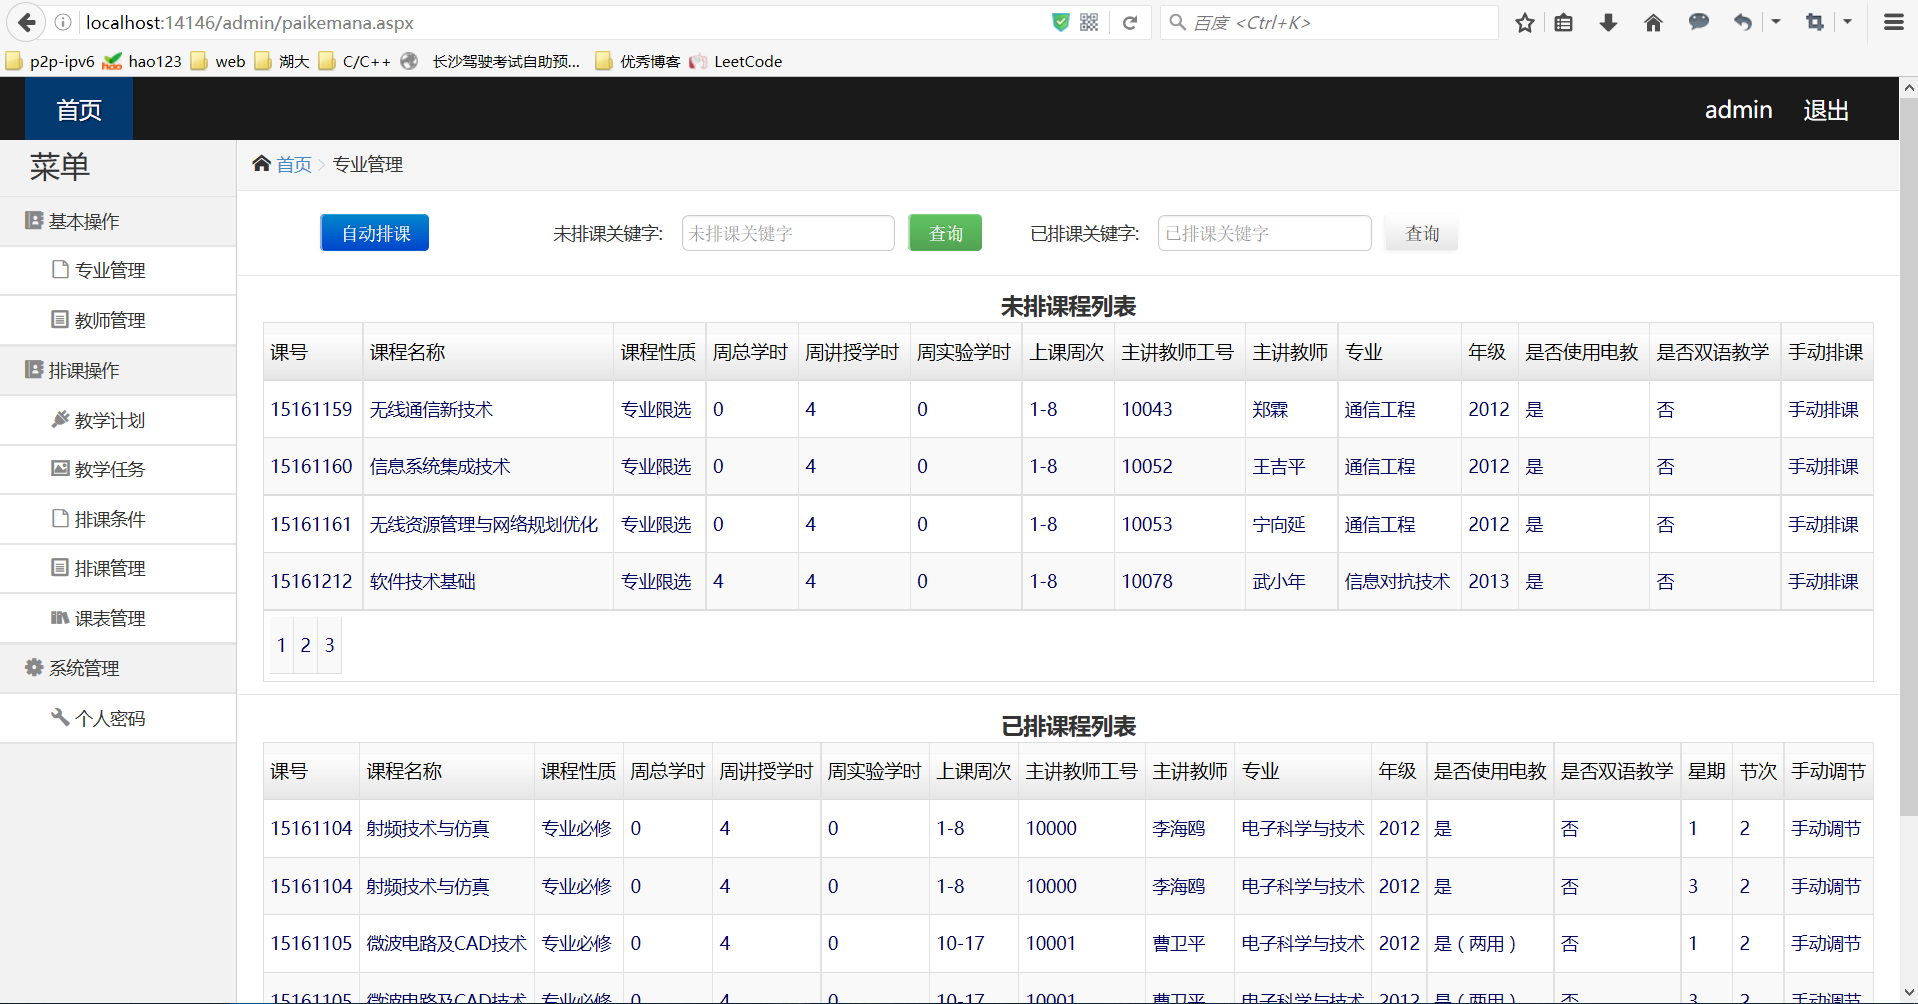 localhost:14146/admin/paikemana.aspx
百度 <Ctrl+K>
p2p-ipv6 hao123 web 湖大 C/C++ 长沙驾驶考试自助预... 优秀博客 LeetCode
首页 admin 退出
菜单
首页 专业管理
基本操作
专业管理
教师管理
排课操作
教学计划
教学任务
排课条件
排课管理
课表管理
系统管理
个人密码
自动排课 未排课关键字: 未排课关键字 查询 已排课关键字: 已排课关键字 查询
未排课程列表
课号 课程名称 课程性质 周总学时 周讲授学时 周实验学时 上课周次 主讲教师工号 主讲教师 专业 年级 是否使用电教 是否双语教学 手动排课
15161159 无线通信新技术 专业限选 0 4 0 1-8 10043 郑霖 通信工程 2012 是 否 手动排课
15161160 信息系统集成技术 专业限选 0 4 0 1-8 10052 王吉平 通信工程 2012 是 否 手动排课
15161161 无线资源管理与网络规划优化 专业限选 0 4 0 1-8 10053 宁向延 通信工程 2012 是 否 手动排课
15161212 软件技术基础 专业限选 4 4 0 1-8 10078 武小年 信息对抗技术 2013 是 否 手动排课
1 2 3
已排课程列表
课号 课程名称 课程性质 周总学时 周讲授学时 周实验学时 上课周次 主讲教师工号 主讲教师 专业 年级 是否使用电教 是否双语教学 星期 节次 手动调节
15161104 射频技术与仿真 专业必修 0 4 0 1-8 10000 李海鸥 电子科学与技术 2012 是 否 1 2 手动调节
15161104 射频技术与仿真 专业必修 0 4 0 1-8 10000 李海鸥 电子科学与技术 2012 是 否 3 2 手动调节
15161105 微波电路及CAD技术 专业必修 0 4 0 10-17 10001 曹卫平 电子科学与技术 2012 是（两用） 否 1 2 手动调节
15161105 微波电路及CAD技术 专业必修 0 4 0 10-17 10001 曹卫平 电子科学与技术 2012 是（两用） 否 3 2 手动调节